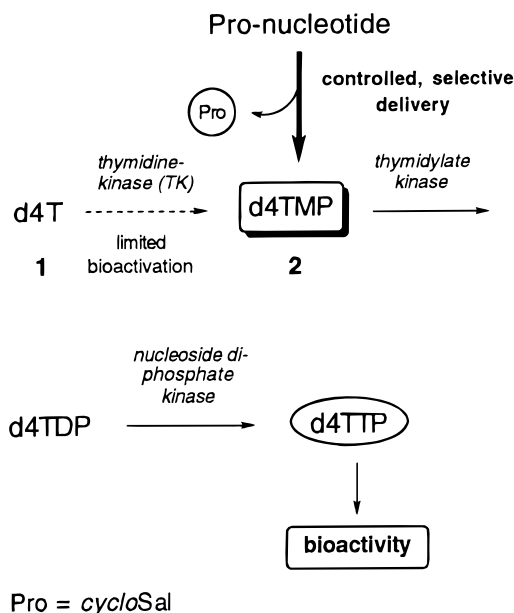 Pro-nucleotide
controlled, selective
delivery
Pro
thymidine-
kinase (TK)
thymidylate
kinase
d4T
d4TMP
limited
bioactivation
1
2
nucleoside di-
phosphate
kinase
d4TDP
d4TTP
bioactivity
Pro = cycloSal